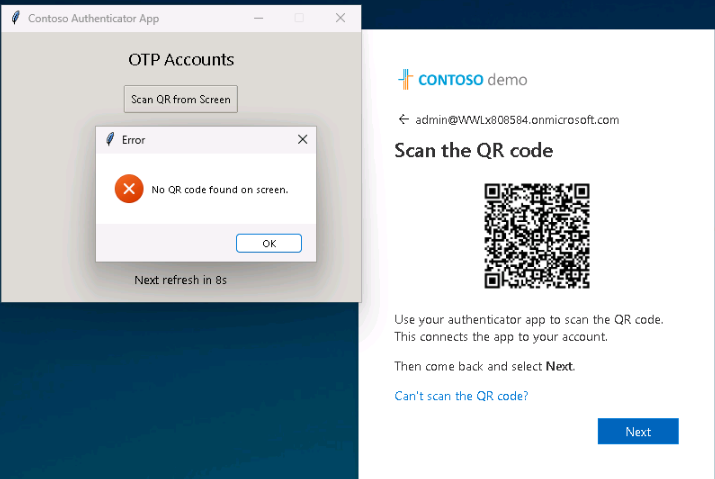 Contoso Authenticator App
OTP Accounts
Scan QR from Screen
Error
No QR code found on screen.
OK
Next refresh in 8s
CONTOSO demo
admin@WWLx808584.onmicrosoft.com
Scan the QR code
Use your authenticator app to scan the QR code.
This connects the app to your account.
Then come back and select Next.
Can't scan the QR code?
Next